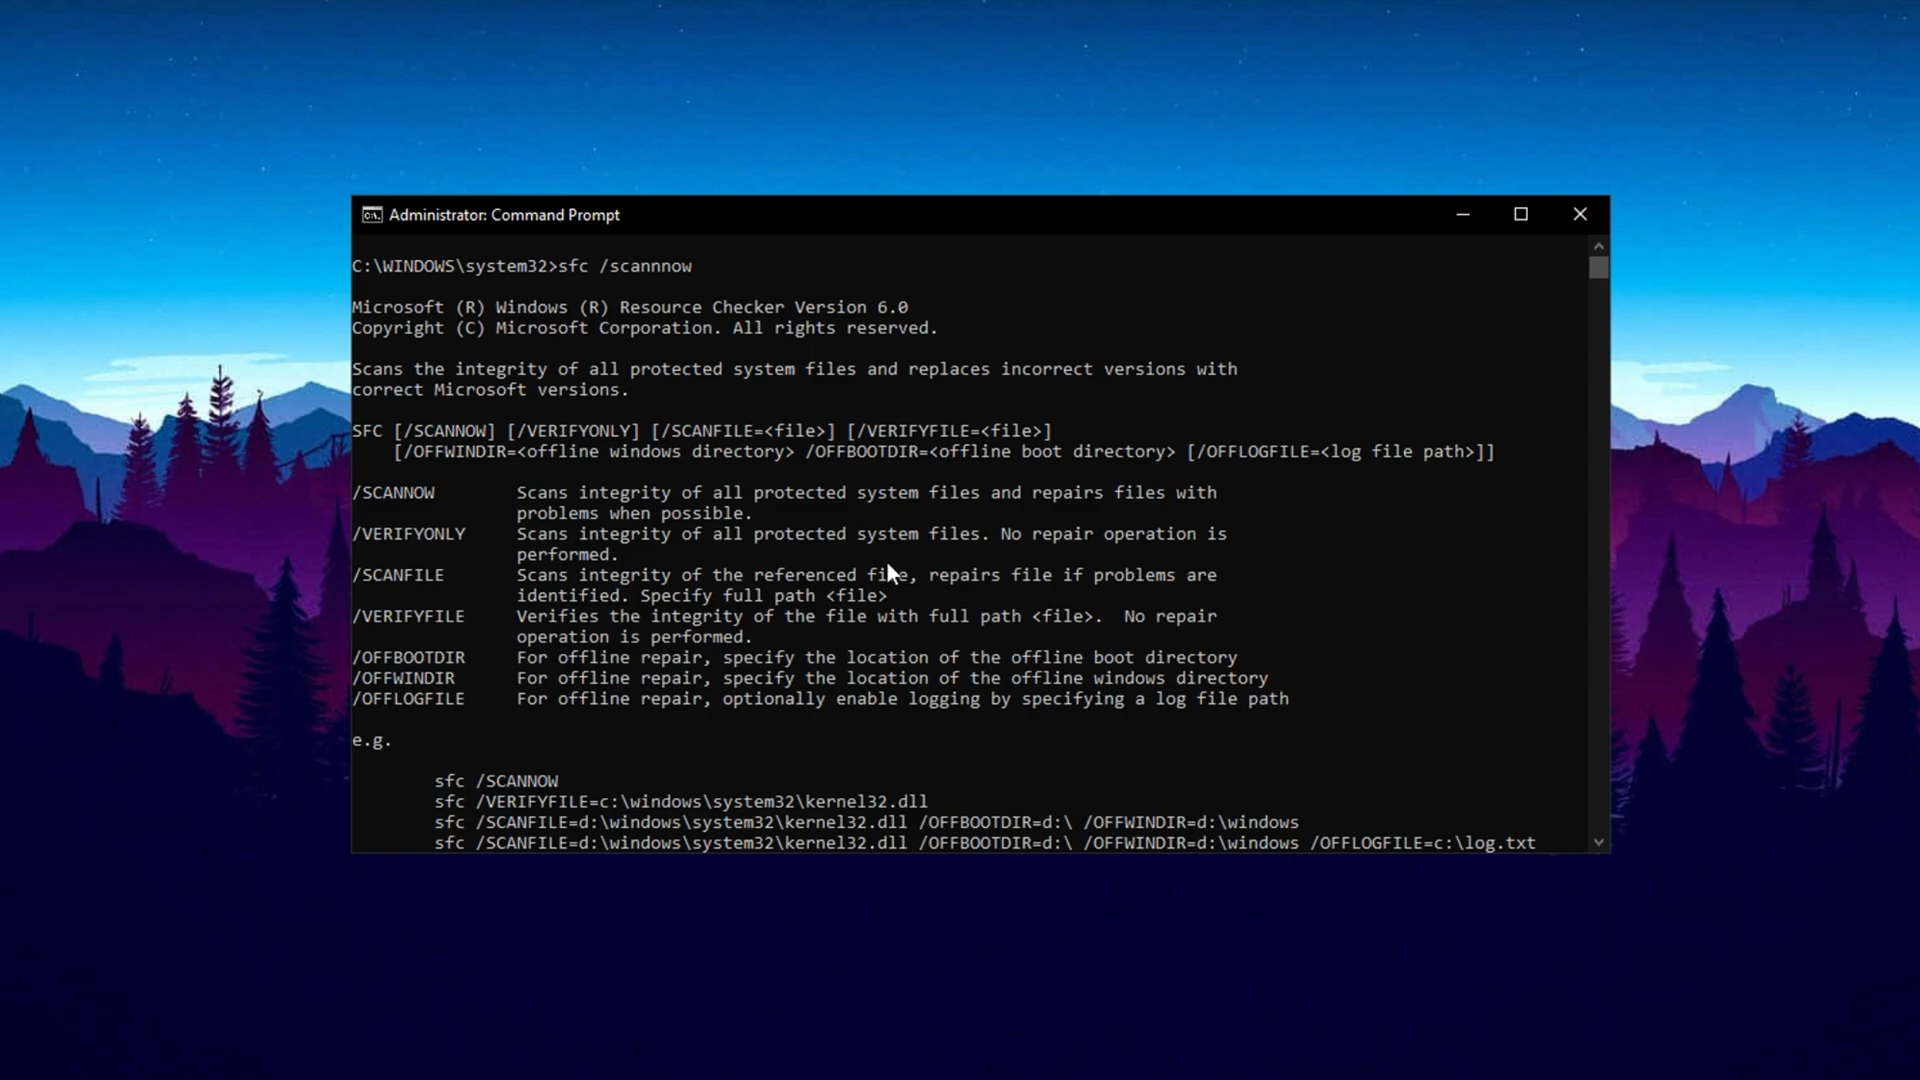 Administrator: Command Prompt
C:\WINDOWS\system32>sfc /scannnow
Microsoft (R) Windows (R) Resource Checker Version 6.0
Copyright (C) Microsoft Corporation. All rights reserved.
Scans the integrity of all protected system files and replaces incorrect versions with
correct Microsoft versions.
SFC [/SCANNOW] [/VERIFYONLY] [/SCANFILE=<file>] [/VERIFYFILE=<file>]
[/OFFWINDIR=<offline windows directory> /OFFBOOTDIR=<offline boot directory> [/OFFLOGFILE=<log file path>]]
/SCANNOW Scans integrity of all protected system files and repairs files with
problems when possible.
/VERIFYONLY Scans integrity of all protected system files. No repair operation is
performed.
/SCANFILE Scans integrity of the referenced file, repairs file if problems are
identified. Specify full path <file>
/VERIFYFILE Verifies the integrity of the file with full path <file>. No repair
operation is performed.
/OFFBOOTDIR For offline repair, specify the location of the offline boot directory
/OFFWINDIR For offline repair, specify the location of the offline windows directory
/OFFLOGFILE For offline repair, optionally enable logging by specifying a log file path
e.g.
sfc /SCANNOW
sfc /VERIFYFILE=c:\windows\system32\kernel32.dll
sfc /SCANFILE=d:\windows\system32\kernel32.dll /OFFBOOTDIR=d:\ /OFFWINDIR=d:\windows
sfc /SCANFILE=d:\windows\system32\kernel32.dll /OFFBOOTDIR=d:\ /OFFWINDIR=d:\windows /OFFLOGFILE=c:\log.txt